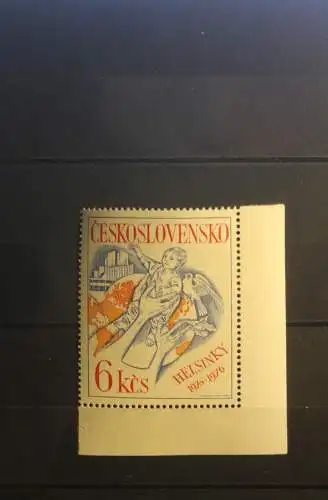 ČESKOSLOVENSKO
6 kčs
HELSINKY
1975-1976